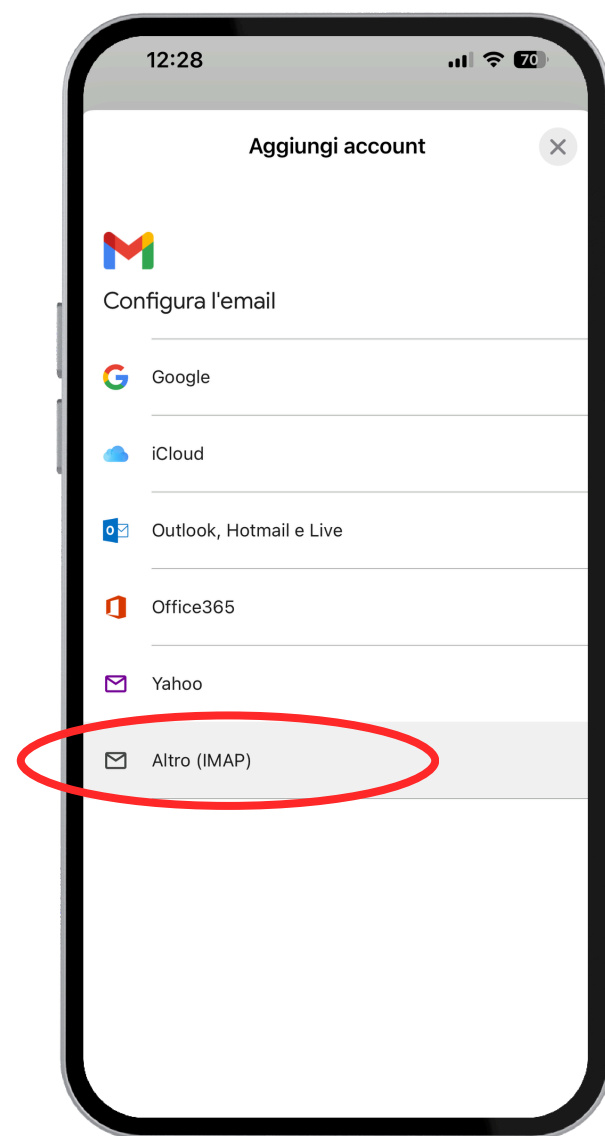 12:28
70
Aggiungi account
Configura l'email
Google
iCloud
Outlook, Hotmail e Live
Office365
Yahoo
Altro (IMAP)